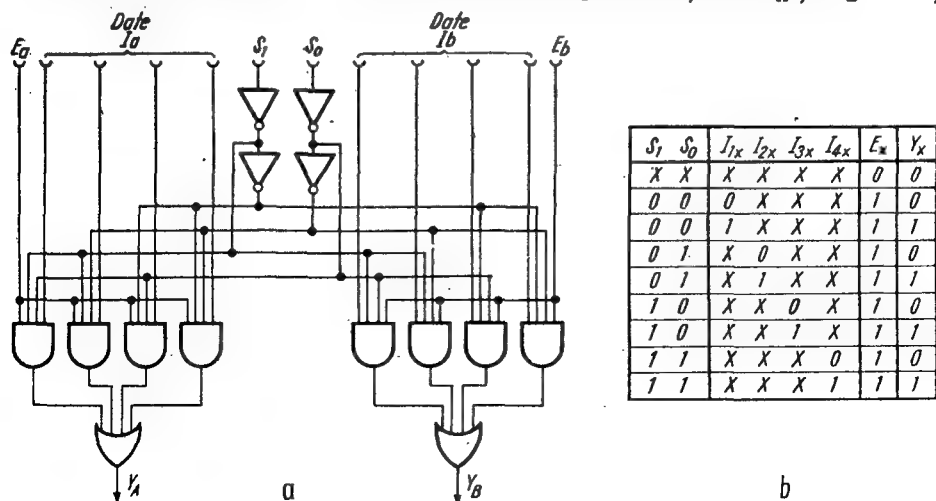 Date
Date
Ea
Ia
S1
S0
Ib
Eb
S1 S0 I1x I2x I3x I4x Ex Yx
X X X X X X 0 0
0 0 0 X X X 1 0
0 0 1 X X X 1 1
0 1 X 0 X X 1 0
0 1 X 1 X X 1 1
1 0 X X 0 X 1 0
1 0 X X 1 X 1 1
1 1 X X X 0 1 0
1 1 X X X 1 1 1
YA
a
YB
b